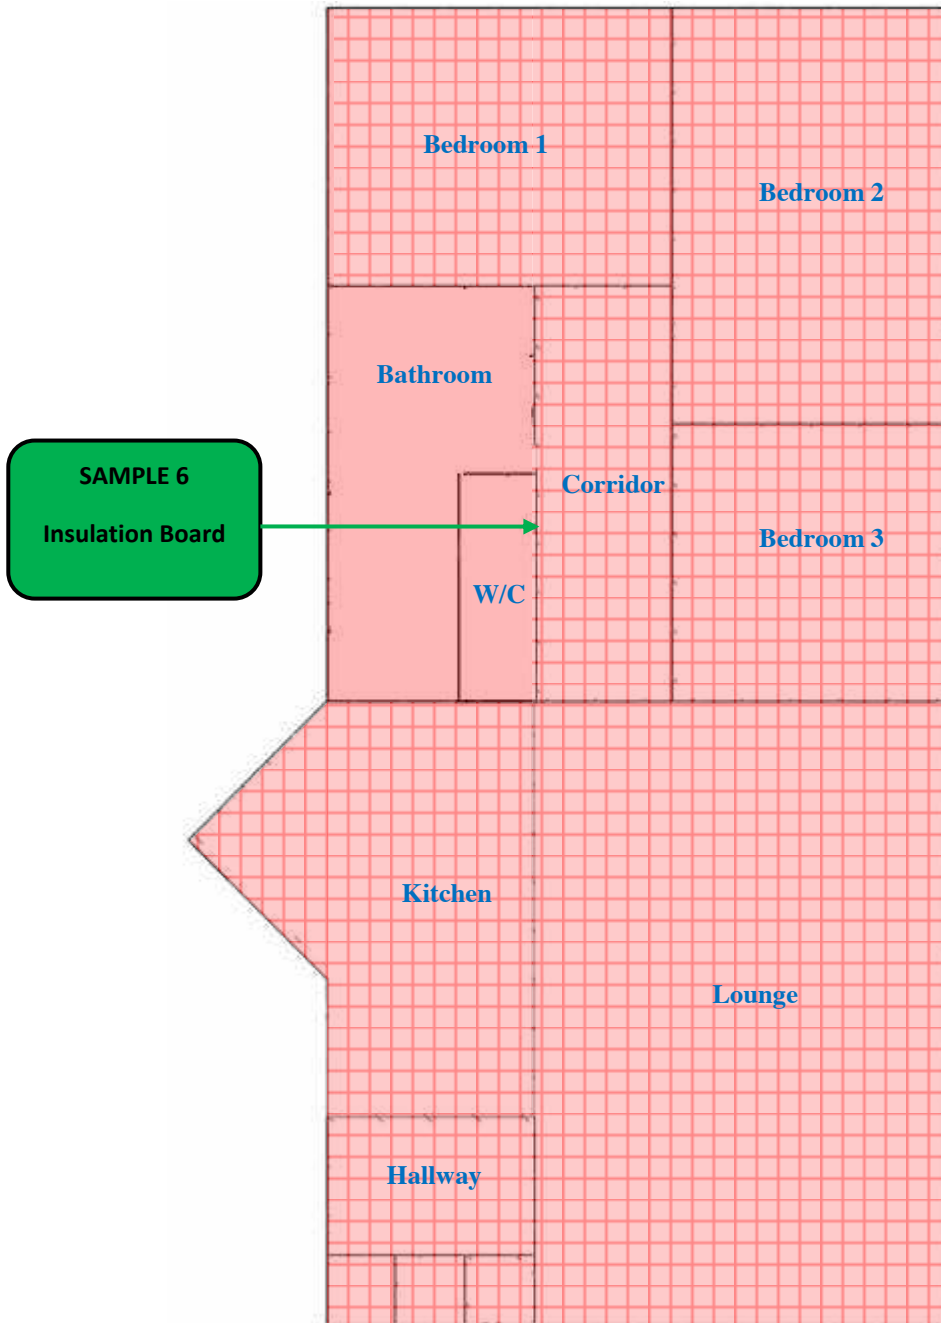 Bedroom 1
Bedroom 2
Bathroom
SAMPLE 6
Insulation Board
Corridor
Bedroom 3
W/C
Kitchen
Lounge
Hallway